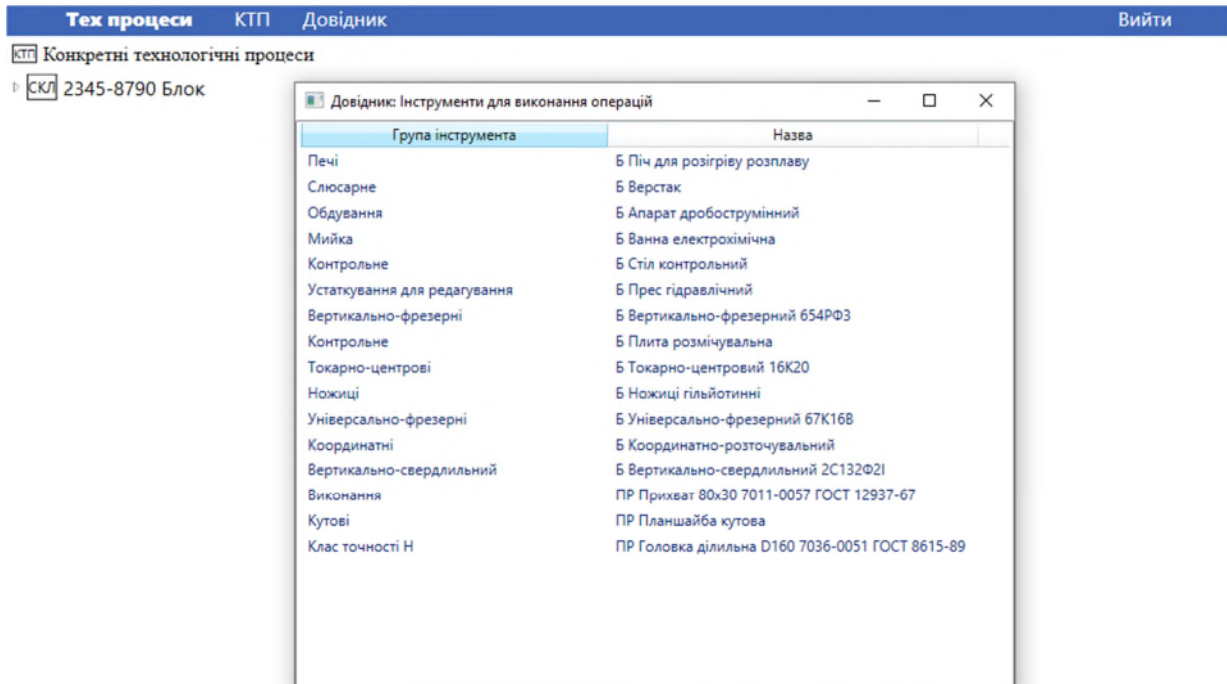 Тех процеси КТП Довідник Вийти
КТП Конкретні технологічні процеси
СКЛ 2345-8790 Блок
Довідник: Інструменти для виконання операцій
Група інструмента Назва
Печі Б Піч для розігріву розплаву
Слюсарне Б Верстак
Обдування Б Апарат дробострумінний
Мийка Б Ванна електрохімічна
Контрольне Б Стіл контрольний
Устаткування для редагування Б Прес гідравлічний
Вертикально-фрезерні Б Вертикально-фрезерний 654РФ3
Контрольне Б Плита розмічувальна
Токарно-центрові Б Токарно-центровий 16К20
Ножиці Б Ножиці гільйотинні
Універсально-фрезерні Б Універсально-фрезерний 67К16В
Координатні Б Координатно-розточувальний
Вертикально-свердлильний Б Вертикально-свердлильний 2С132Ф2І
Виконання ПР Прихват 80х30 7011-0057 ГОСТ 12937-67
Кутові ПР Планшайба кутова
Клас точності Н ПР Головка ділильна D160 7036-0051 ГОСТ 8615-89